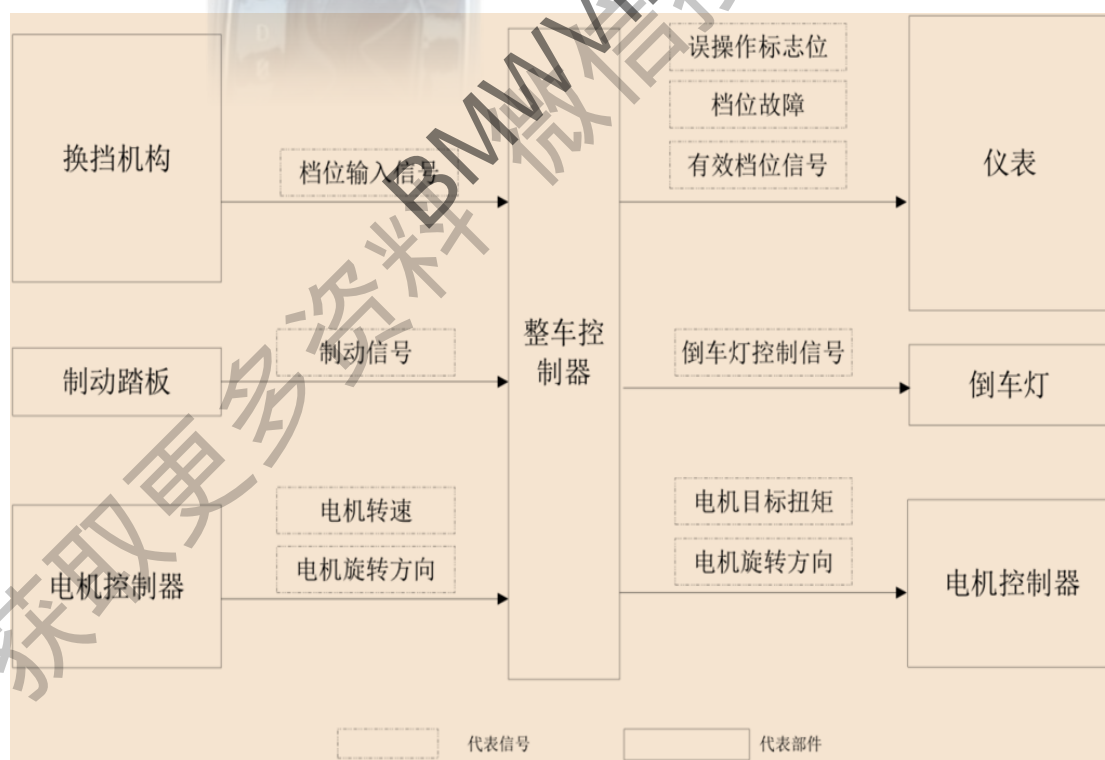 误操作标志位
档位故障
有效档位信号
换挡机构
档位输入信号
仪表
整车控
制器
制动踏板
制动信号
倒车灯控制信号
倒车灯
电机控制器
电机转速
电机旋转方向
电机目标扭矩
电机旋转方向
电机控制器
代表信号
代表部件
获取更多资料 微信搜
BMW